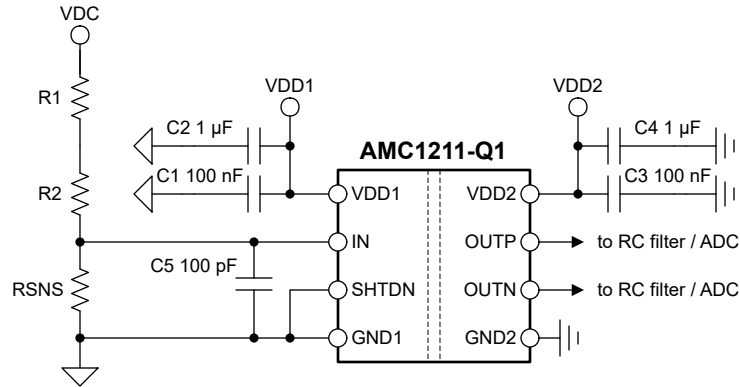 VDC
R1
VDD1
VDD2
C2 1 µF
C4 1 µF
AMC1211-Q1
C1 100 nF
C3 100 nF
R2
VDD1
VDD2
IN
OUTP
to RC filter / ADC
C5 100 pF
RSNS
SHTDN
OUTN
to RC filter / ADC
GND1
GND2